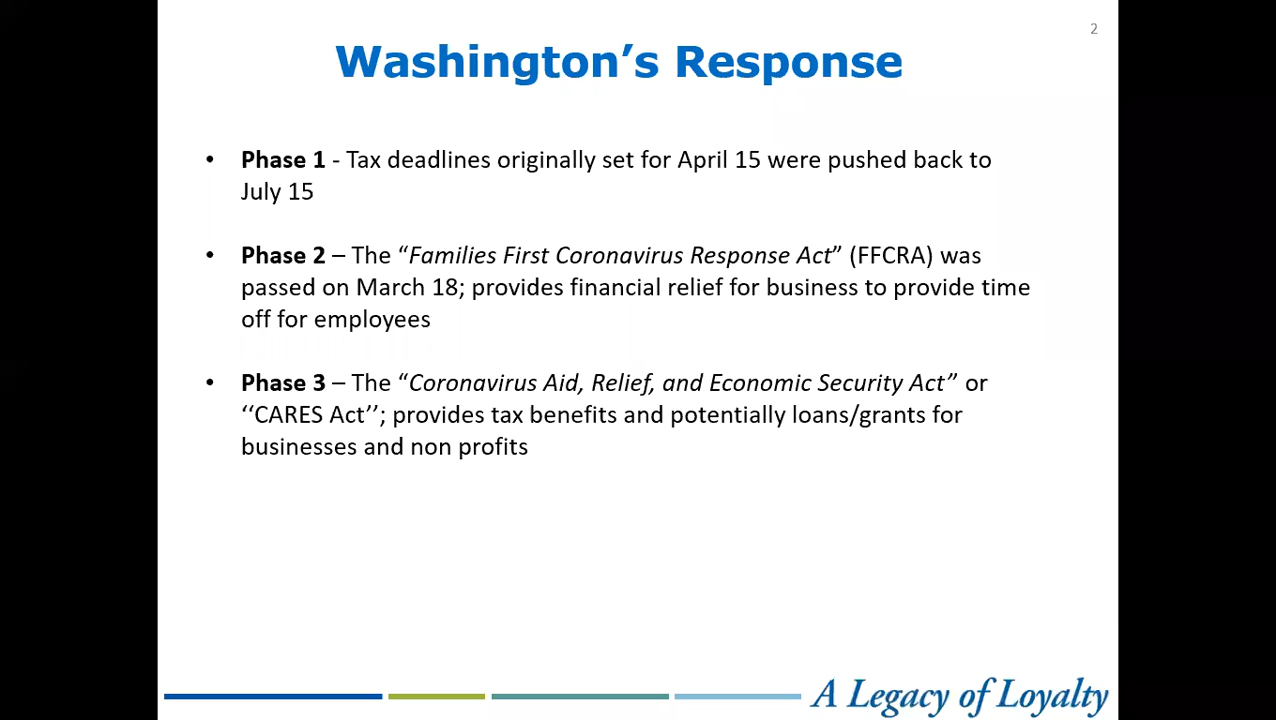 2
Washington’s Response
• Phase 1 - Tax deadlines originally set for April 15 were pushed back to
July 15
• Phase 2 – The “Families First Coronavirus Response Act” (FFCRA) was
passed on March 18; provides financial relief for business to provide time
off for employees
• Phase 3 – The “Coronavirus Aid, Relief, and Economic Security Act” or
‘‘CARES Act’’; provides tax benefits and potentially loans/grants for
businesses and non profits
A Legacy of Loyalty